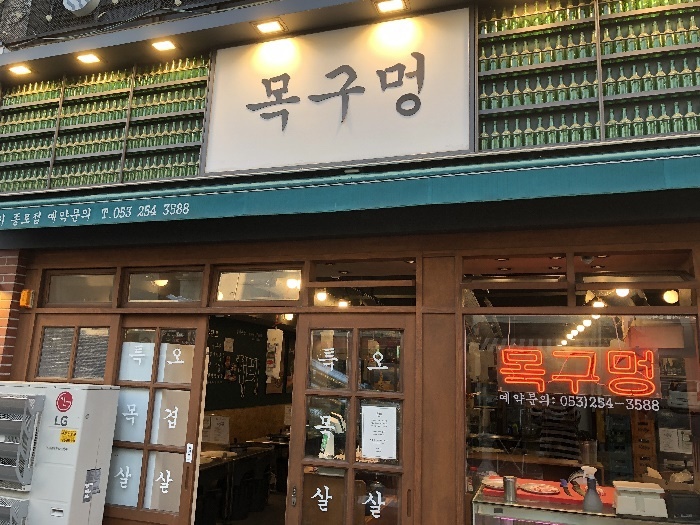 목구멍
종로점 예약문의 T.053 254 3588
목구멍
예약문의: 053)254-3588
특 오
목 겹
살 살
특 오
목
살 살
LG